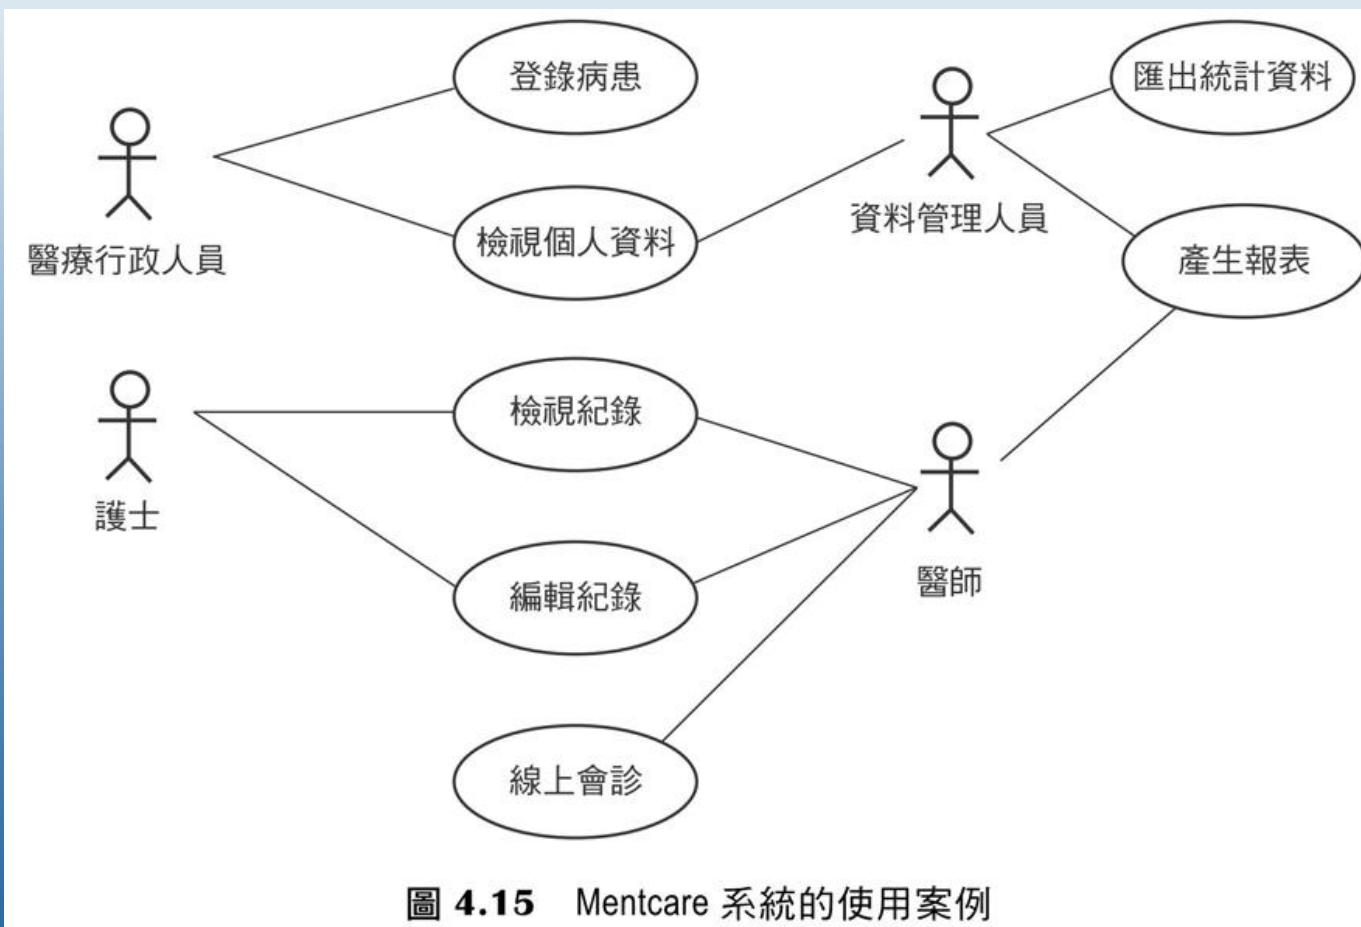 登錄病患
匯出統計資料
醫療行政人員
檢視個人資料
資料管理人員
產生報表
檢視紀錄
護士
編輯紀錄
醫師
線上會診
圖 4.15 Mentcare 系統的使用案例